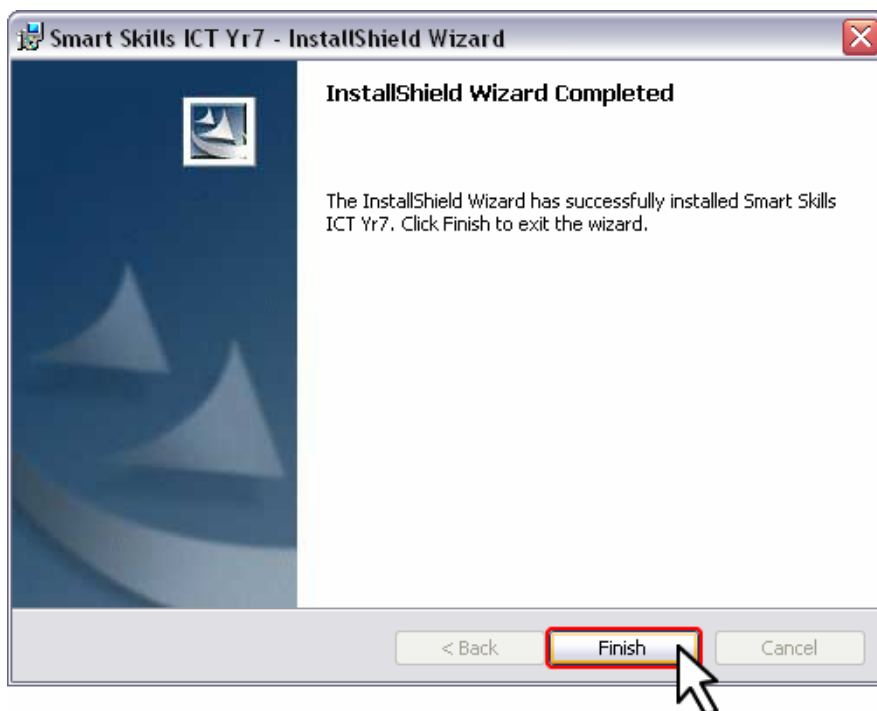 Smart Skills ICT Yr7 - InstallShield Wizard
InstallShield Wizard Completed
The InstallShield Wizard has successfully installed Smart Skills
ICT Yr7. Click Finish to exit the wizard.
< Back Finish Cancel